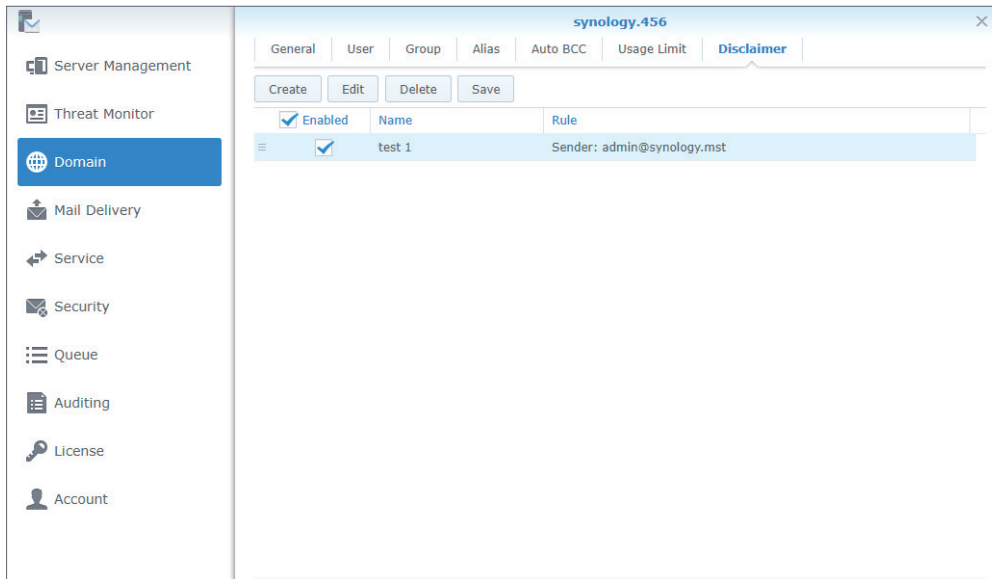 synology.456
General User Group Alias Auto BCC Usage Limit Disclaimer
Create Edit Delete Save
Enabled Name Rule
test 1 Sender: admin@synology.mst
Server Management
Threat Monitor
Domain
Mail Delivery
Service
Security
Queue
Auditing
License
Account